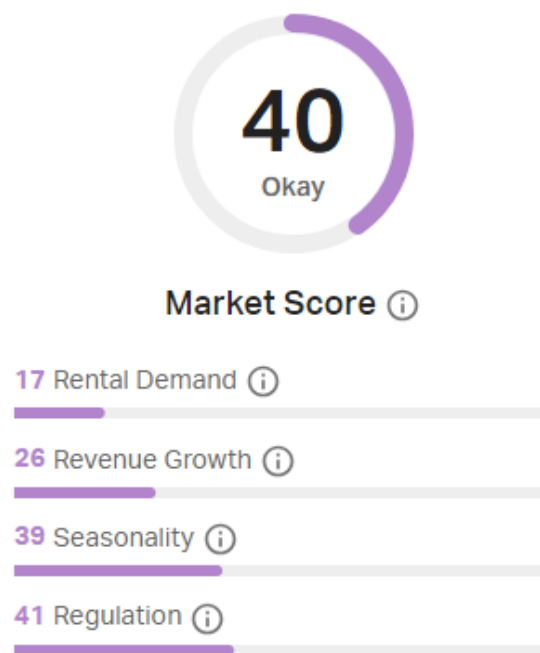 40
Okay
Market Score
17 Rental Demand
26 Revenue Growth
39 Seasonality
41 Regulation